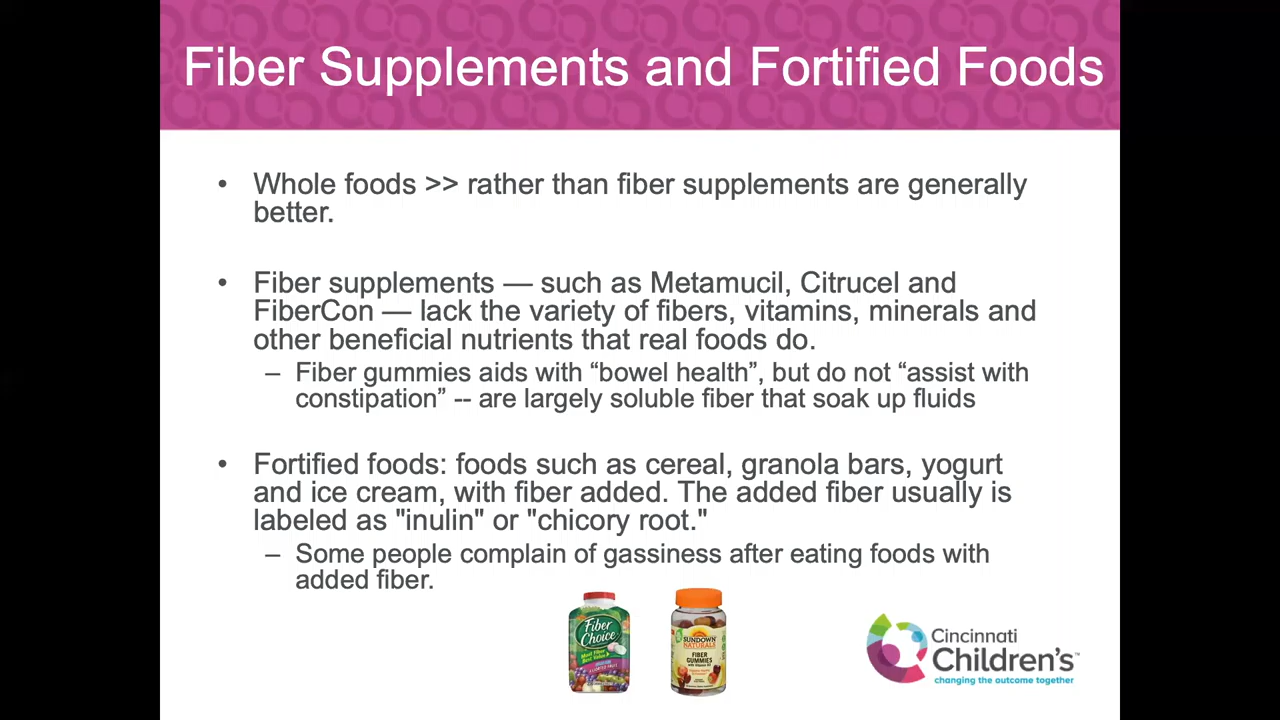 Fiber Supplements and Fortified Foods
• Whole foods >> rather than fiber supplements are generally
better.
• Fiber supplements — such as Metamucil, Citrucel and
FiberCon — lack the variety of fibers, vitamins, minerals and
other beneficial nutrients that real foods do.
– Fiber gummies aids with “bowel health”, but do not “assist with
constipation” -- are largely soluble fiber that soak up fluids
• Fortified foods: foods such as cereal, granola bars, yogurt
and ice cream, with fiber added. The added fiber usually is
labeled as "inulin" or "chicory root."
– Some people complain of gassiness after eating foods with
added fiber.
Fiber
Choice
SUNDOWN
NATURALS
FIBER
GUMMIES
Cincinnati
Children's™
changing the outcome together